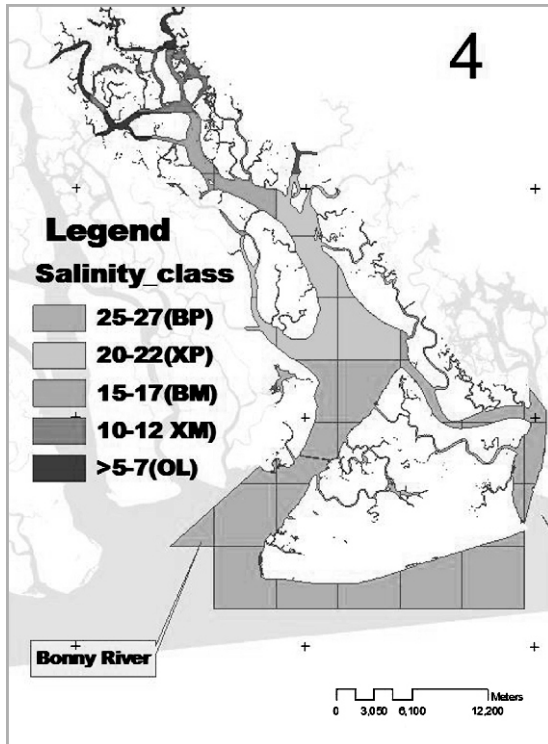 4
Legend
Salinity_class
25-27(BP)
20-22(XP)
15-17(BM)
10-12 XM)
>5-7(OL)
Bonny River
Meters
0 3,050 6,100 12,200